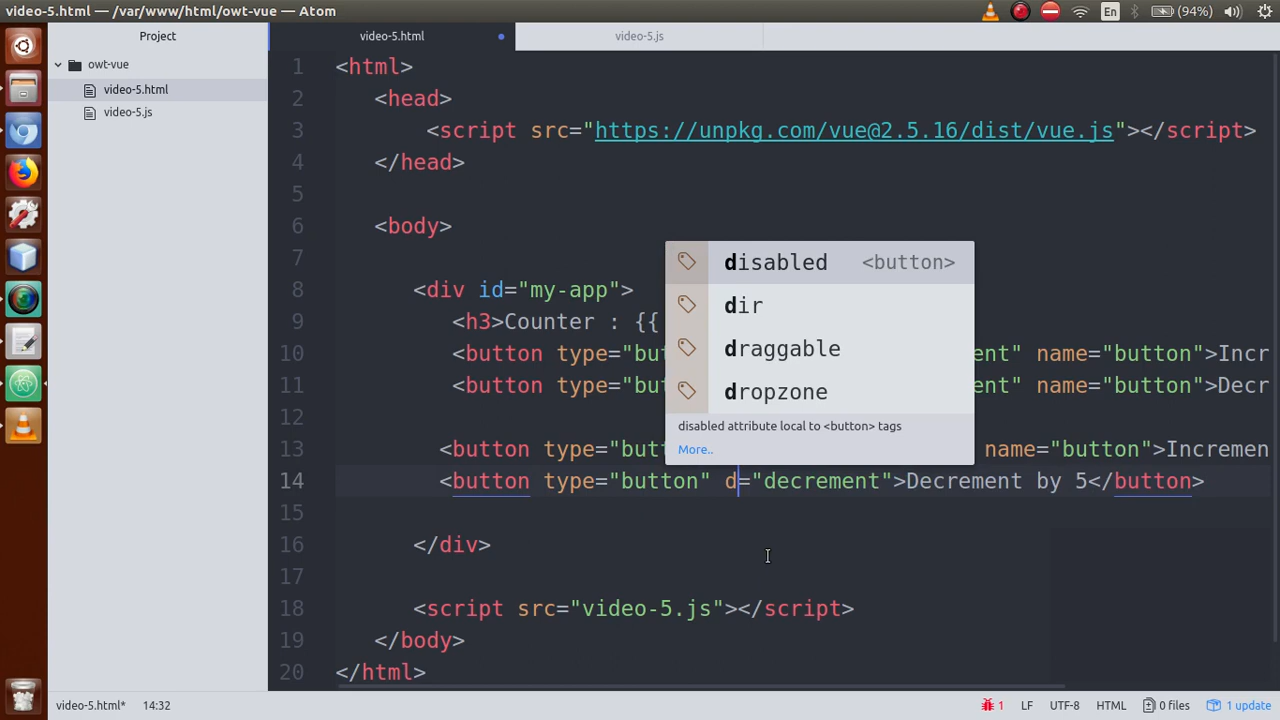 video-5.html — /var/www/html/owt-vue — Atom
En
(94%)
Project
video-5.html
video-5.js
owt-vue
video-5.html
video-5.js
1 <html>
2 <head>
3 <script src="https://unpkg.com/vue@2.5.16/dist/vue.js"></script>
4 </head>
5
6 <body>
7
8 <div id="my-app">
9 <h3>Counter : {{
10 <button type="but ent" name="button">Incr
11 <button type="but ent" name="button">Decr
12
13 <button type="but name="button">Incremen
14 <button type="button" d="decrement">Decrement by 5</button>
15
16 </div>
17
18 <script src="video-5.js"></script>
19 </body>
20 </html>
disabled <button>
dir
draggable
dropzone
disabled attribute local to <button> tags
More..
video-5.html* 14:32
1 LF UTF-8 HTML 0 files 1 update